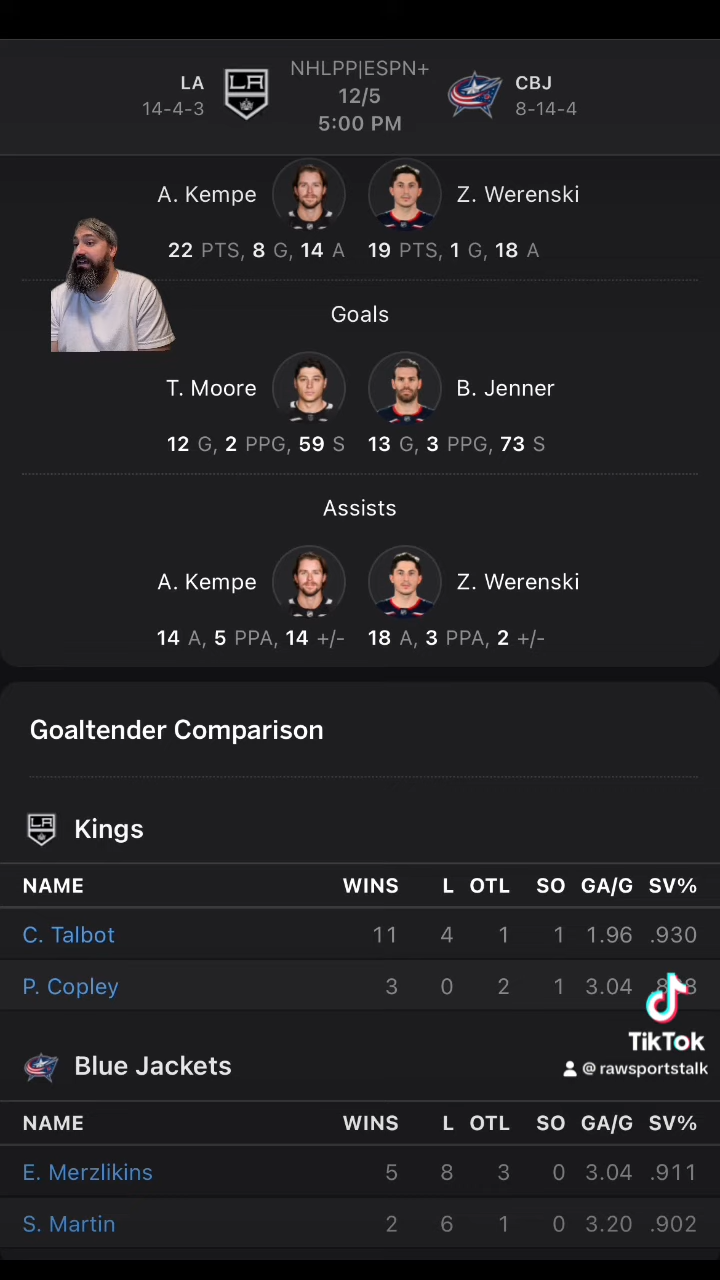 NHLPP|ESPN+
LA
CBJ
14-4-3
12/5
8-14-4
5:00 PM
A. Kempe
Z. Werenski
22 PTS, 8 G, 14 A
19 PTS, 1 G, 18 A
Goals
T. Moore
B. Jenner
12 G, 2 PPG, 59 S
13 G, 3 PPG, 73 S
Assists
A. Kempe
Z. Werenski
14 A, 5 PPA, 14 +/-
18 A, 3 PPA, 2 +/-
Goaltender Comparison
Kings
NAME WINS L OTL SO GA/G SV%
C. Talbot 11 4 1 1 1.96 .930
P. Copley 3 0 2 1 3.04
TikTok
@rawsportstalk
Blue Jackets
NAME WINS L OTL SO GA/G SV%
E. Merzlikins 5 8 3 0 3.04 .911
S. Martin 2 6 1 0 3.20 .902